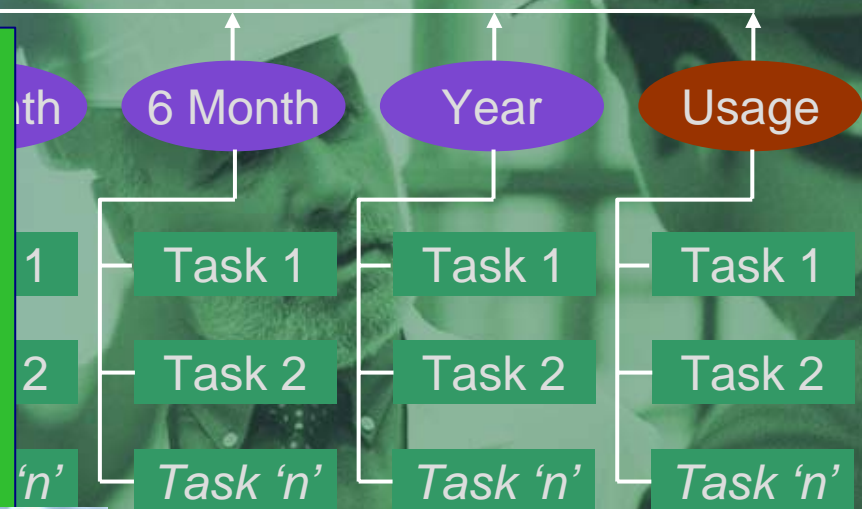 6 Month Year Usage
1 Task 1 Task 1 Task 1
2 Task 2 Task 2 Task 2
‘n’ Task ‘n’ Task ‘n’ Task ‘n’